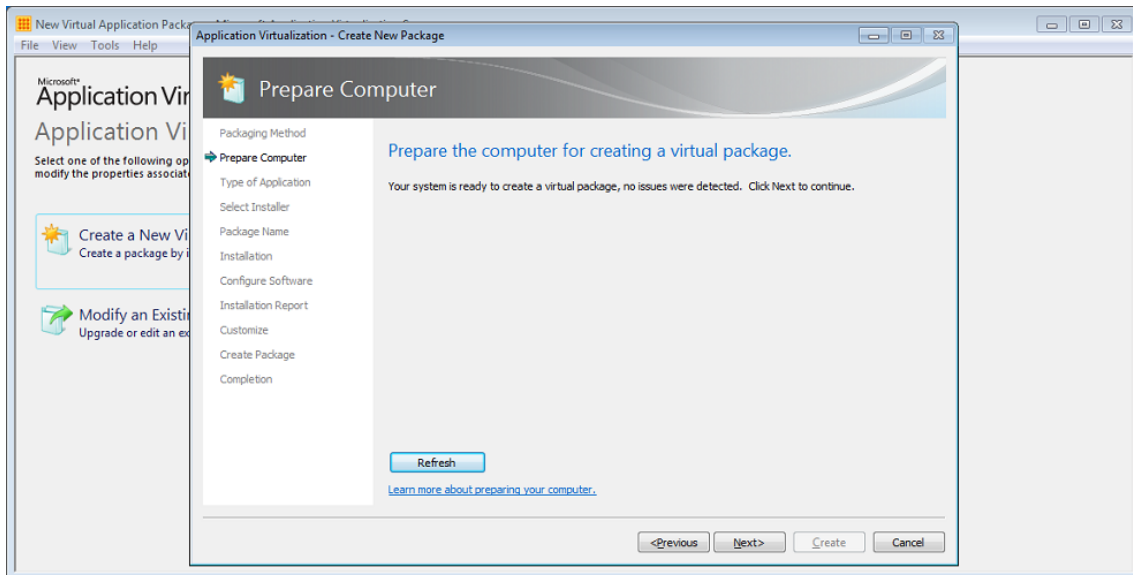 New Virtual Application Packa
File View Tools Help
Microsoft*
Application Vir
Application Vi
Select one of the following op
modify the properties associat
Create a New Vi
Create a package by i
Modify an Existi
Upgrade or edit an ex
Application Virtualization - Create New Package
Prepare Computer
Packaging Method
Prepare Computer
Type of Application
Select Installer
Package Name
Installation
Configure Software
Installation Report
Customize
Create Package
Completion
Prepare the computer for creating a virtual package.
Your system is ready to create a virtual package, no issues were detected. Click Next to continue.
Refresh
Learn more about preparing your computer.
<Previous Next> Create Cancel